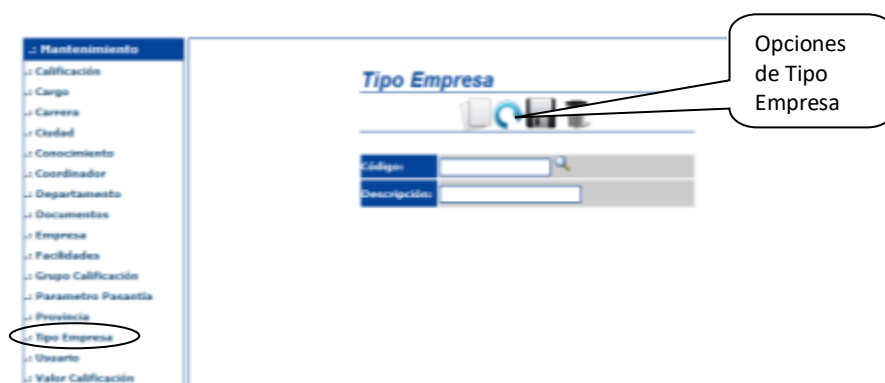 .: Mantenimiento
.: Calificación
.: Cargo
.: Carrera
.: Ciudad
.: Conocimiento
.: Coordinador
.: Departamento
.: Documentos
.: Empresa
.: Facilidades
.: Grupo Calificación
.: Parametro Pasantía
.: Provincia
.: Tipo Empresa
.: Usuario
.: Valor Calificación
Tipo Empresa
Código:
Descripción:
Opciones
de Tipo
Empresa